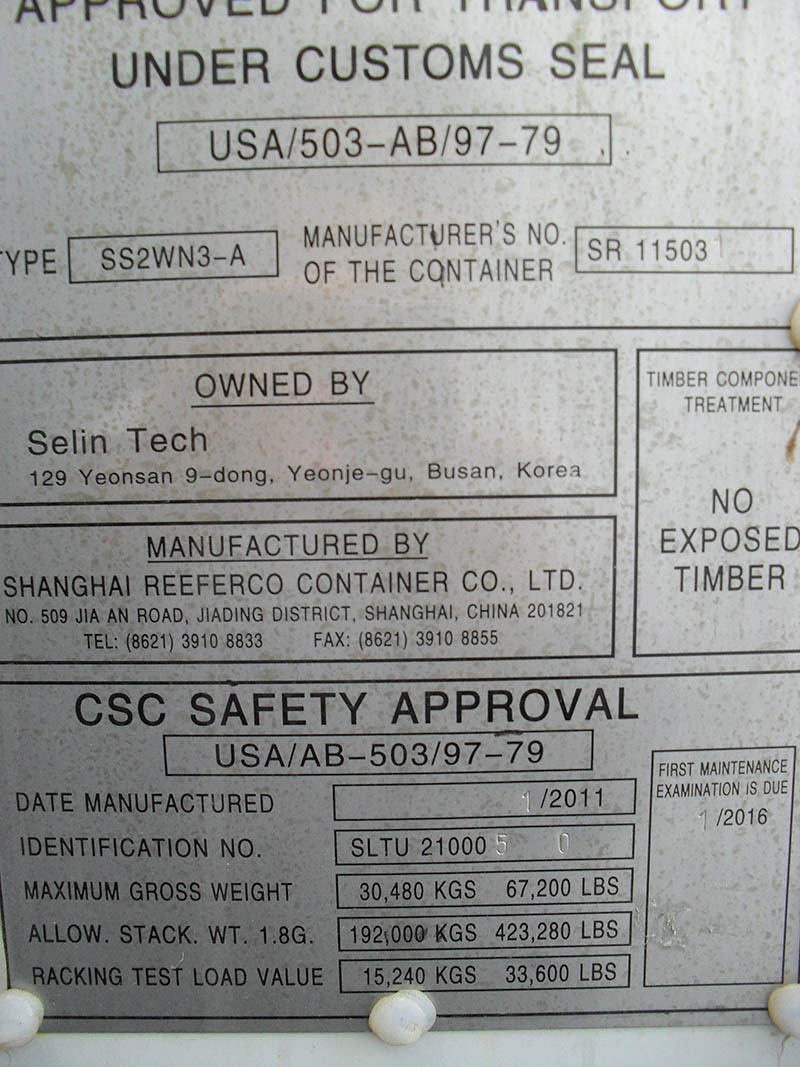 APPROVED FOR TRANSPORT
UNDER CUSTOMS SEAL
USA/503-AB/97-79
TYPE SS2WN3-A MANUFACTURER'S NO. OF THE CONTAINER SR 11503
OWNED BY
Selin Tech
129 Yeonsan 9-dong, Yeonje-gu, Busan, Korea
TIMBER COMPONE
TREATMENT
NO
EXPOSED
TIMBER
MANUFACTURED BY
SHANGHAI REEFERCO CONTAINER CO., LTD.
NO. 509 JIA AN ROAD, JIADING DISTRICT, SHANGHAI, CHINA 201821
TEL: (8621) 3910 8833 FAX: (8621) 3910 8855
CSC SAFETY APPROVAL
USA/AB-503/97-79
DATE MANUFACTURED 1/2011
IDENTIFICATION NO. SLTU 21000 5 0
MAXIMUM GROSS WEIGHT 30,480 KGS 67,200 LBS
ALLOW. STACK. WT. 1.8G. 192,000 KGS 423,280 LBS
RACKING TEST LOAD VALUE 15,240 KGS 33,600 LBS
FIRST MAINTENANCE
EXAMINATION IS DUE
1/2016